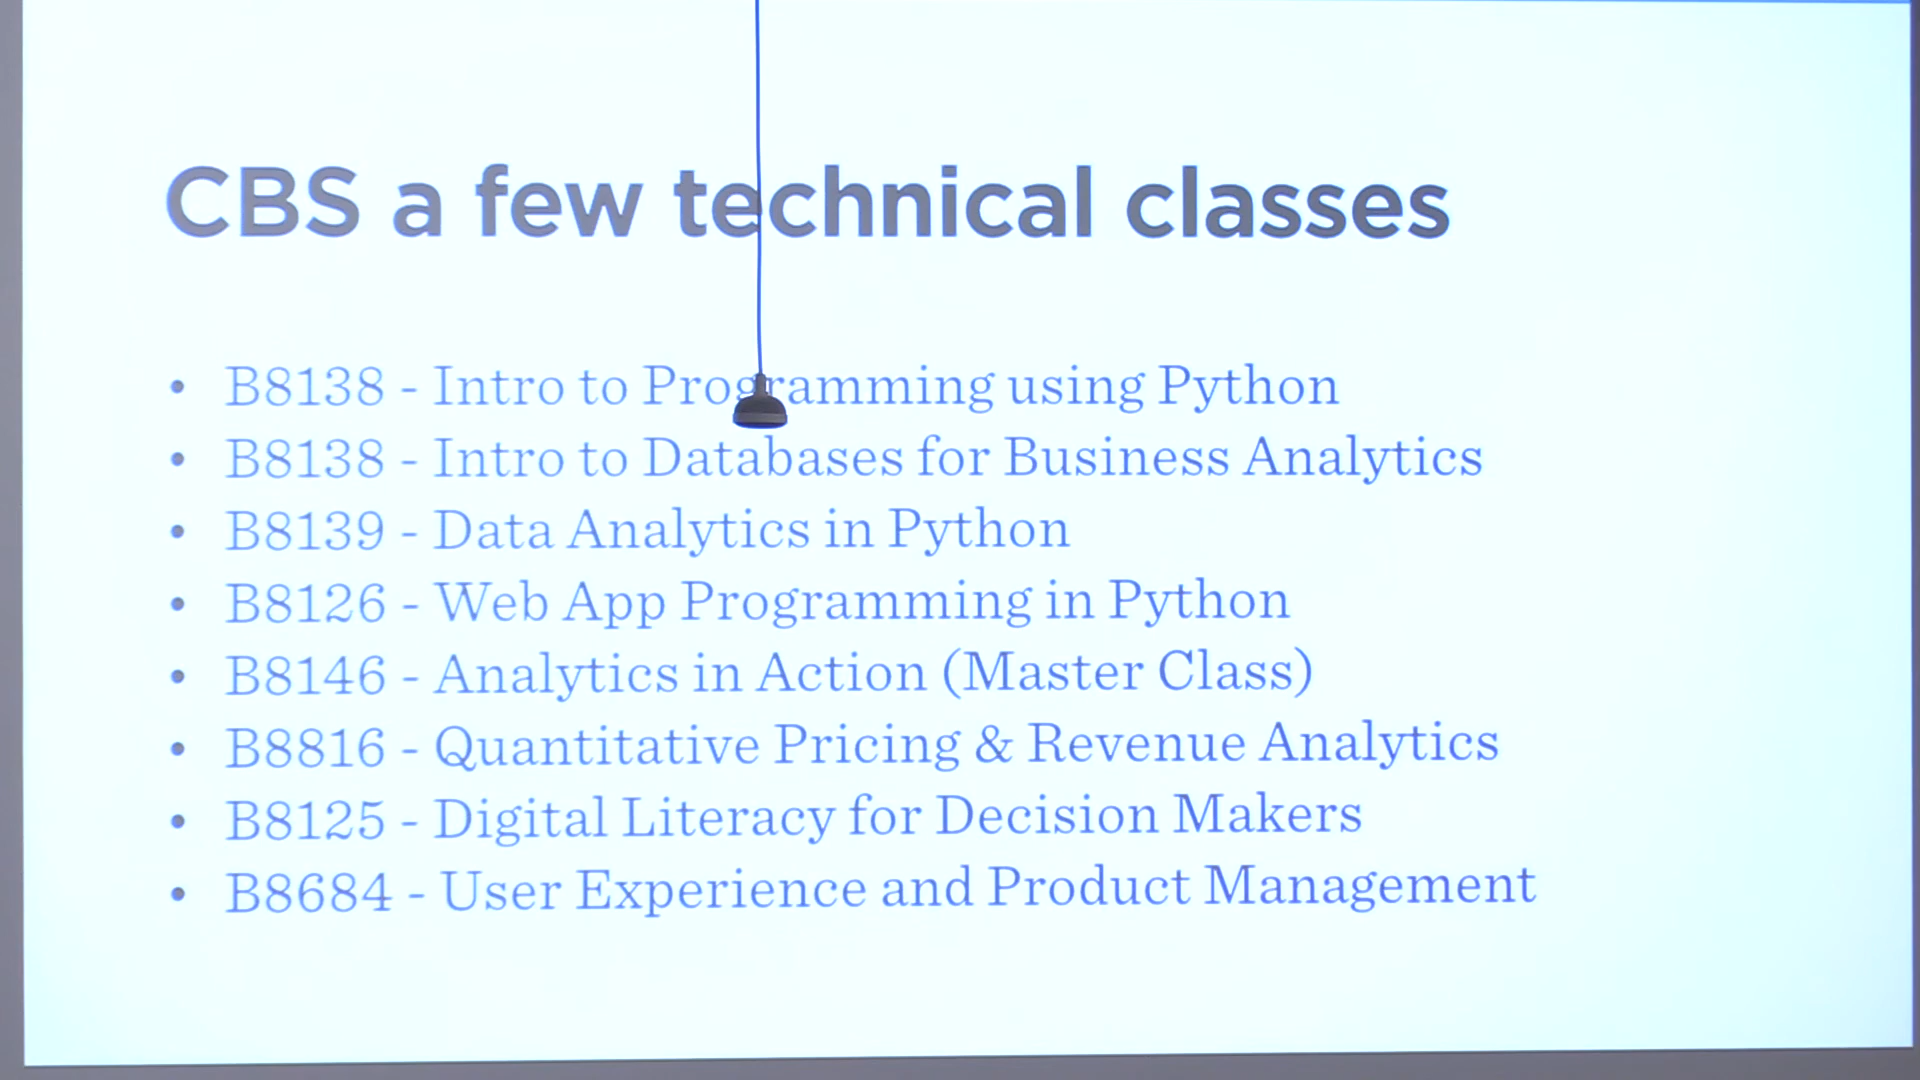 CBS a few technical classes
• B8138 - Intro to Programming using Python
• B8138 - Intro to Databases for Business Analytics
• B8139 - Data Analytics in Python
• B8126 - Web App Programming in Python
• B8146 - Analytics in Action (Master Class)
• B8816 - Quantitative Pricing & Revenue Analytics
• B8125 - Digital Literacy for Decision Makers
• B8684 - User Experience and Product Management